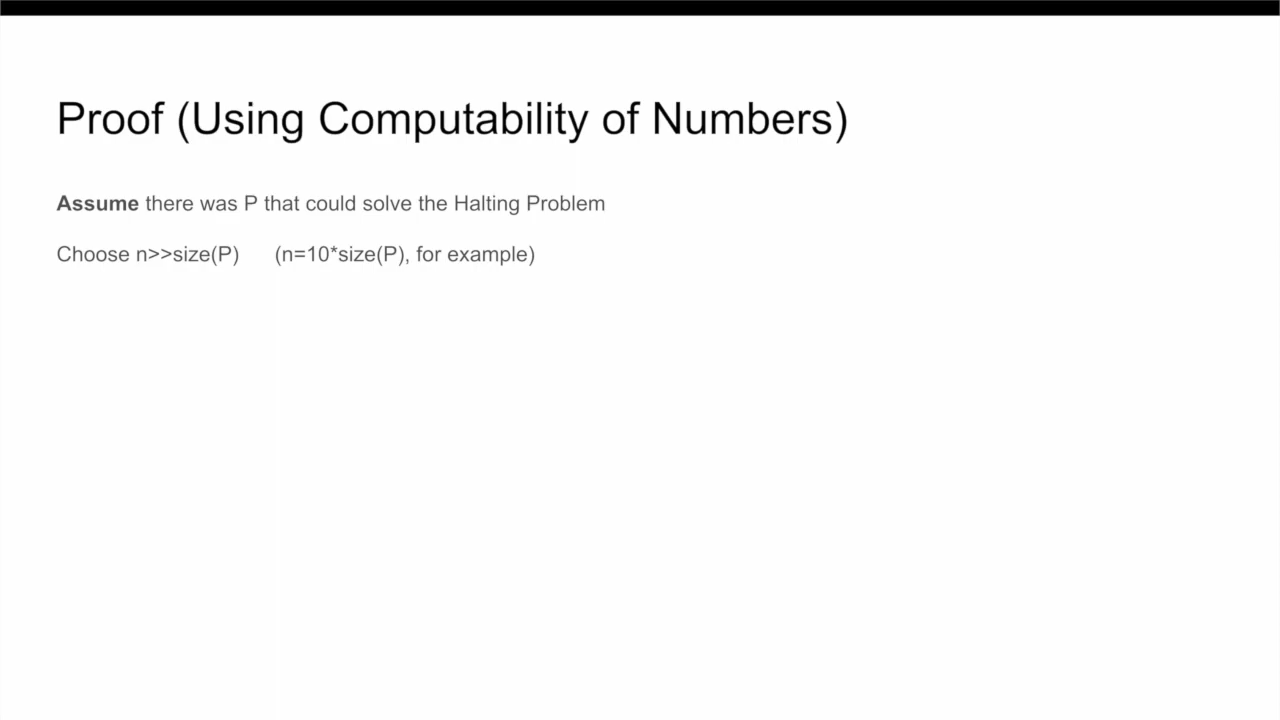 Proof (Using Computability of Numbers)
Assume there was P that could solve the Halting Problem
Choose n>>size(P) (n=10*size(P), for example)